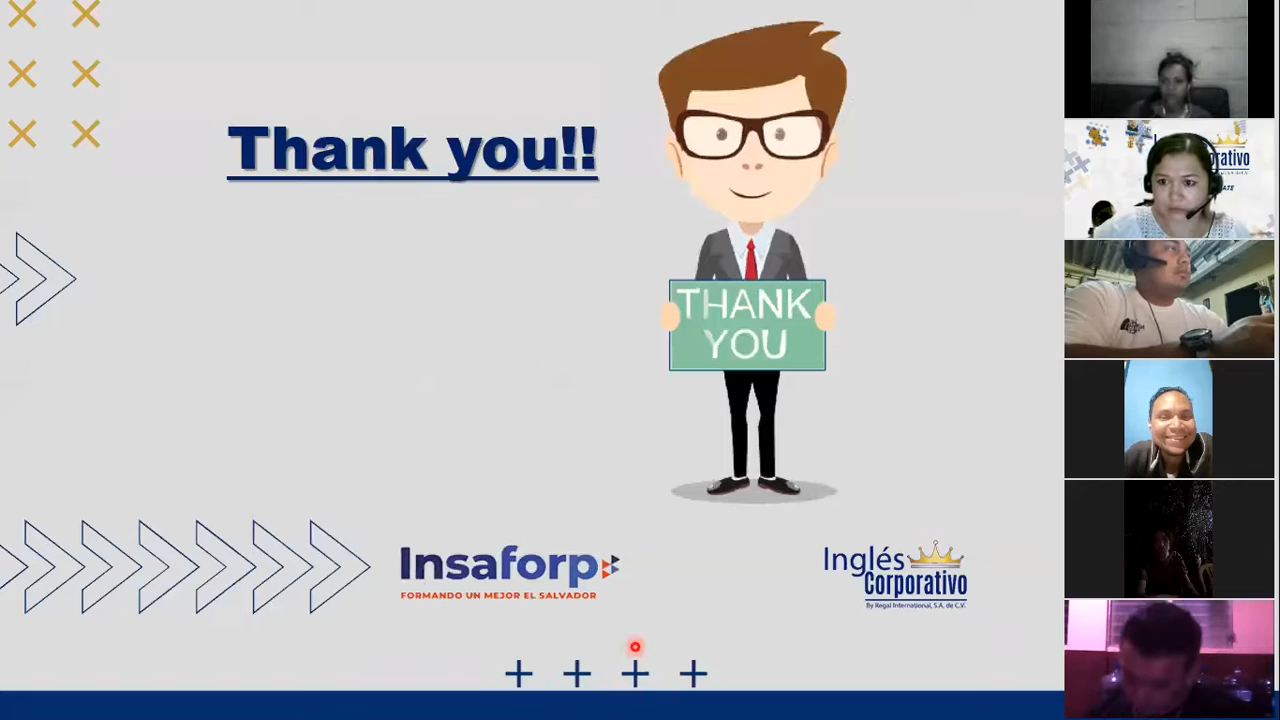 Thank you!!
THANK
YOU
Insaforp
FORMANDO UN MEJOR EL SALVADOR
Inglés
Corporativo
By Regal International, S.A. de C.V.